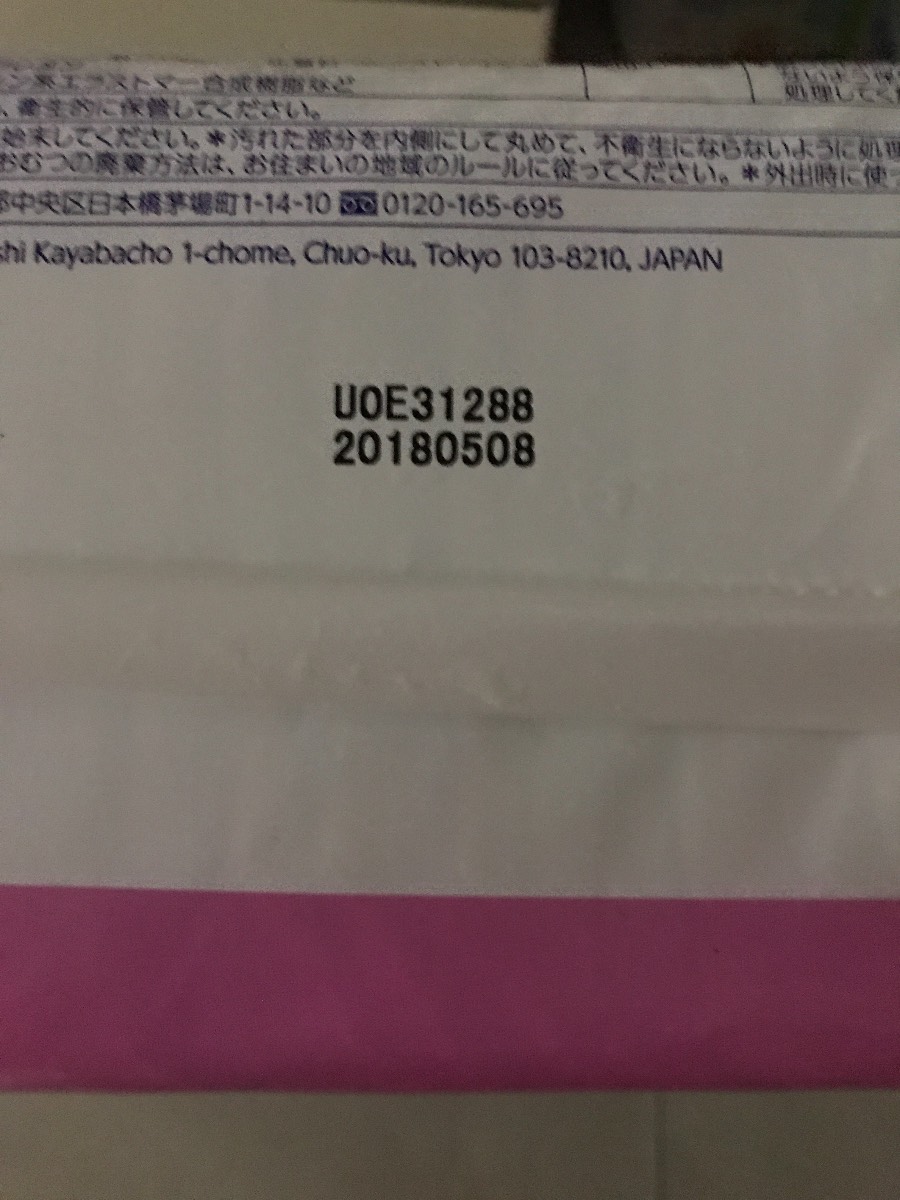 ン系エラストマー合成樹脂など
処理してく
、衛生的に保管してください。
始末してください。＊汚れた部分を内側にして丸めて、不衛生にならないように処理
おむつの廃棄方法は、お住まいの地域のルールに従ってください。＊外出時に使っ
中央区日本橋茅場町1-14-10 0120-165-695
shi Kayabacho 1-chome, Chuo-ku, Tokyo 103-8210, JAPAN
U0E31288
20180508